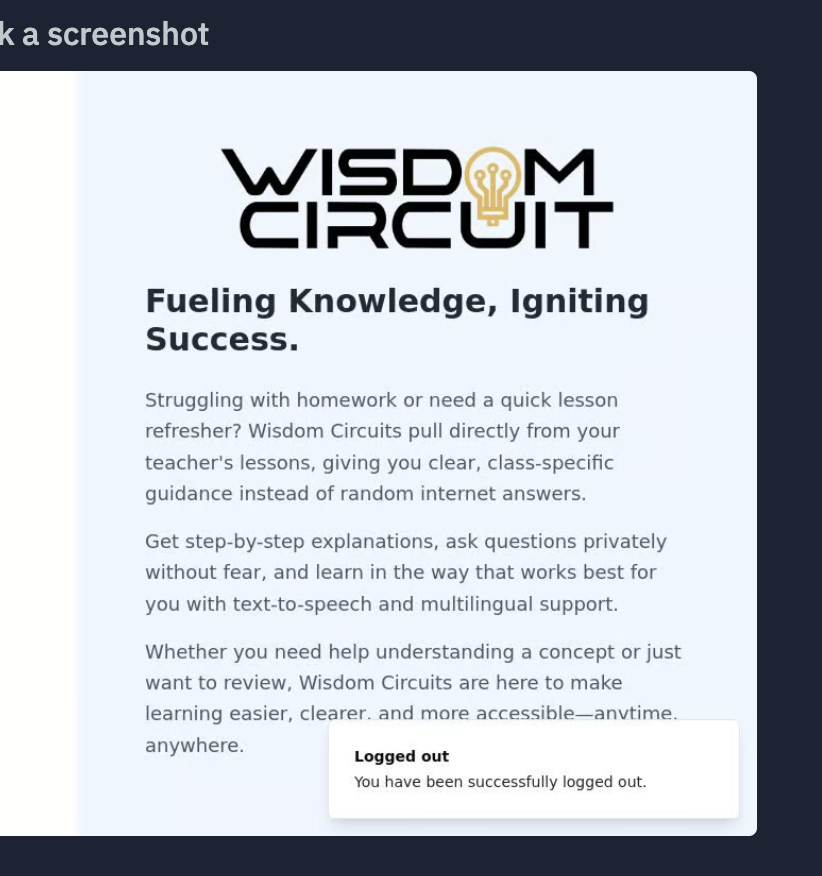 k a screenshot
WISDOM
CIRCUIT
Fueling Knowledge, Igniting
Success.
Struggling with homework or need a quick lesson
refresher? Wisdom Circuits pull directly from your
teacher's lessons, giving you clear, class-specific
guidance instead of random internet answers.
Get step-by-step explanations, ask questions privately
without fear, and learn in the way that works best for
you with text-to-speech and multilingual support.
Whether you need help understanding a concept or just
want to review, Wisdom Circuits are here to make
learning easier, clearer, and more accessible—anytime,
anywhere.
Logged out
You have been successfully logged out.